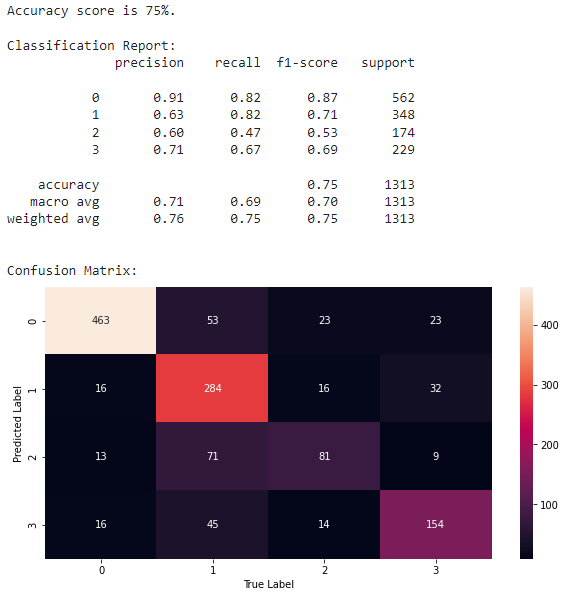 Accuracy score is 75%.
Classification Report:
precision recall f1-score support
0 0.91 0.82 0.87 562
1 0.63 0.82 0.71 348
2 0.60 0.47 0.53 174
3 0.71 0.67 0.69 229
accuracy 0.75 1313
macro avg 0.71 0.69 0.70 1313
weighted avg 0.76 0.75 0.75 1313
Confusion Matrix:
Predicted Label
0 463 53 23 23
1 16 284 16 32
2 13 71 81 9
3 16 45 14 154
0 1 2 3
True Label
400
300
200
100